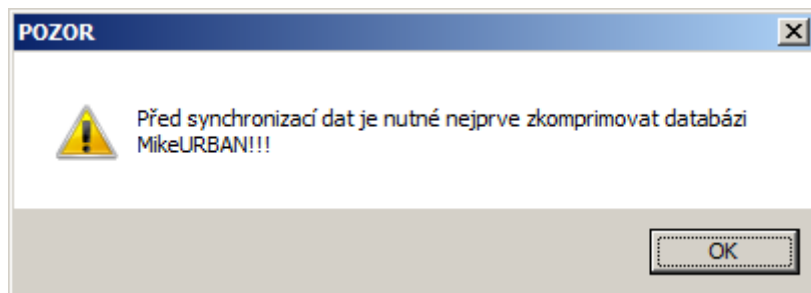 POZOR
Před synchronizací dat je nutné nejprve zkomprimovat databázi
MikeURBAN!!!
OK